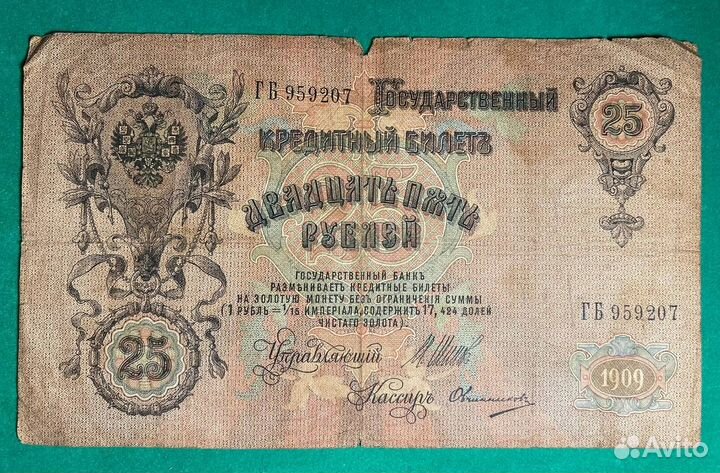 ГБ 959207
Государственный
25
кредитный билетъ
двадцать пять
рублей
25
Государственный банкъ
размѣниваетъ кредитные билеты
на золотую монету безъ ограниченія суммы
(1 рубль = 1/15 имперіала, содержитъ 17,424 долей
чистаго золота).
ГБ 959207
25
Управляющій
Кассиръ Овчинниковъ
1909
Avito